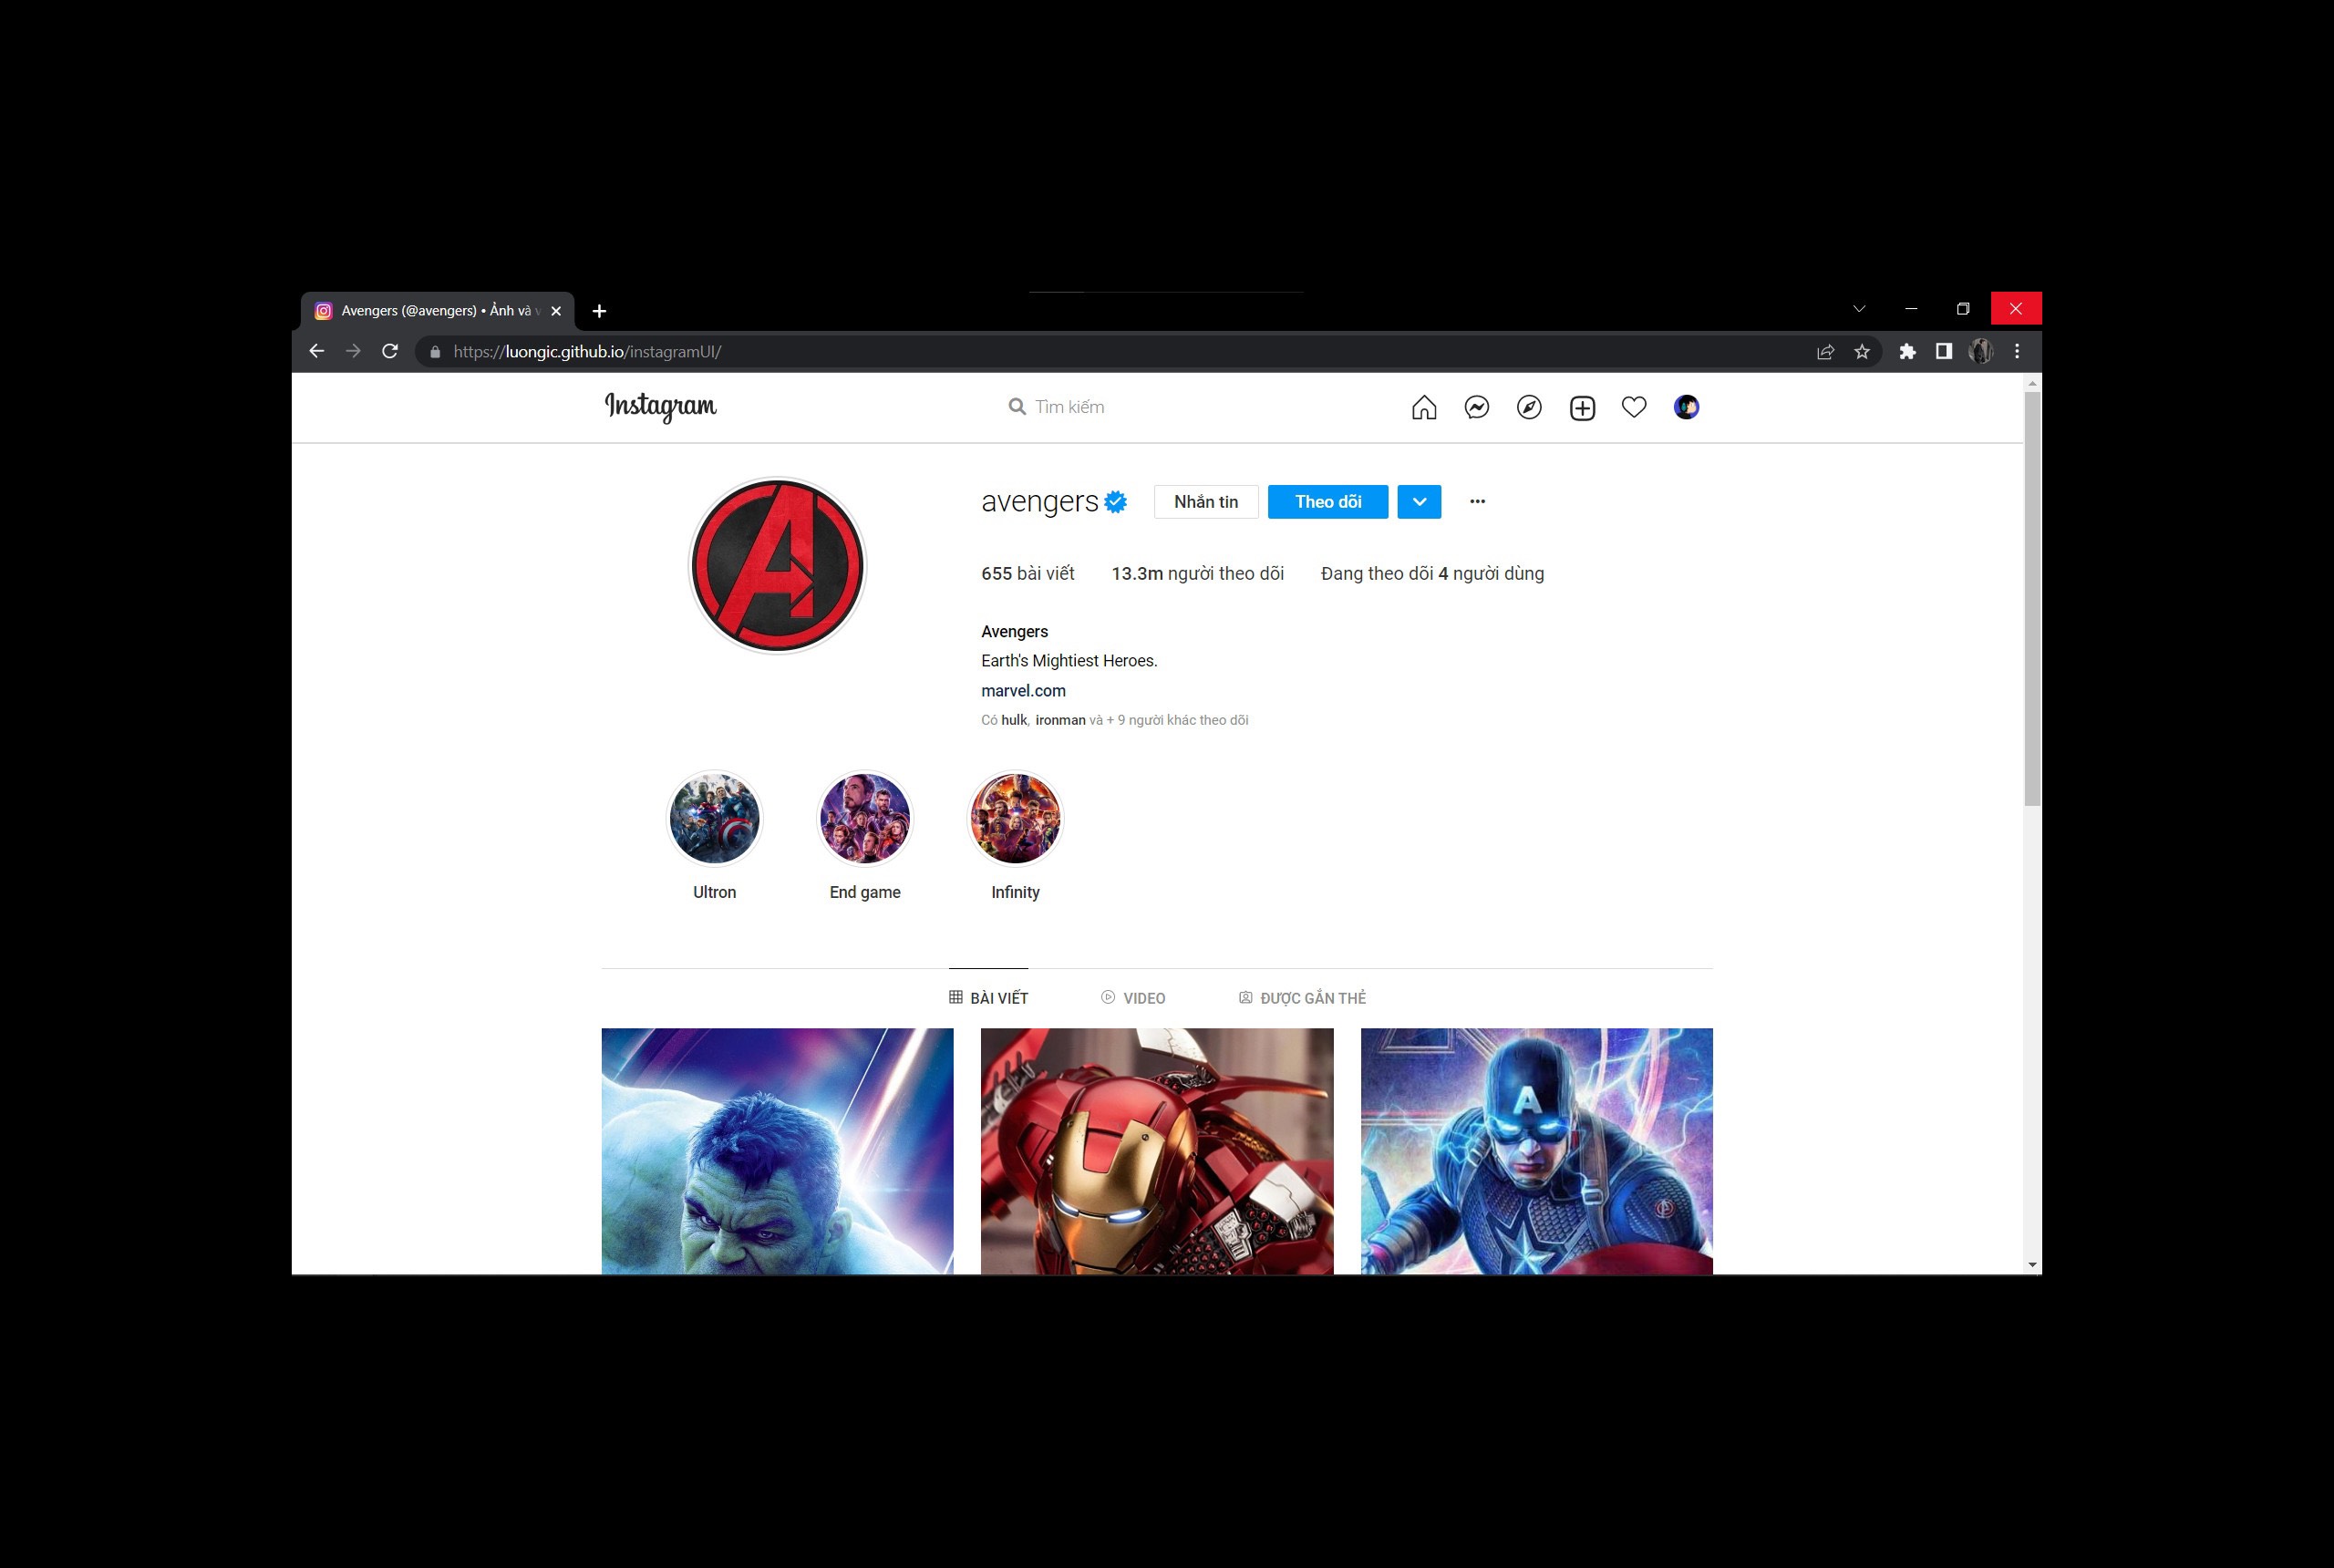 Avengers (@avengers) • Ảnh và v
https://luongic.github.io/instagramUI/
Instagram
Tìm kiếm
avengers
Nhắn tin
Theo dõi
655 bài viết
13.3m người theo dõi
Đang theo dõi 4 người dùng
Avengers
Earth's Mightiest Heroes.
marvel.com
Có hulk, ironman và + 9 người khác theo dõi
Ultron
End game
Infinity
BÀI VIẾT
VIDEO
ĐƯỢC GẮN THẺ
A